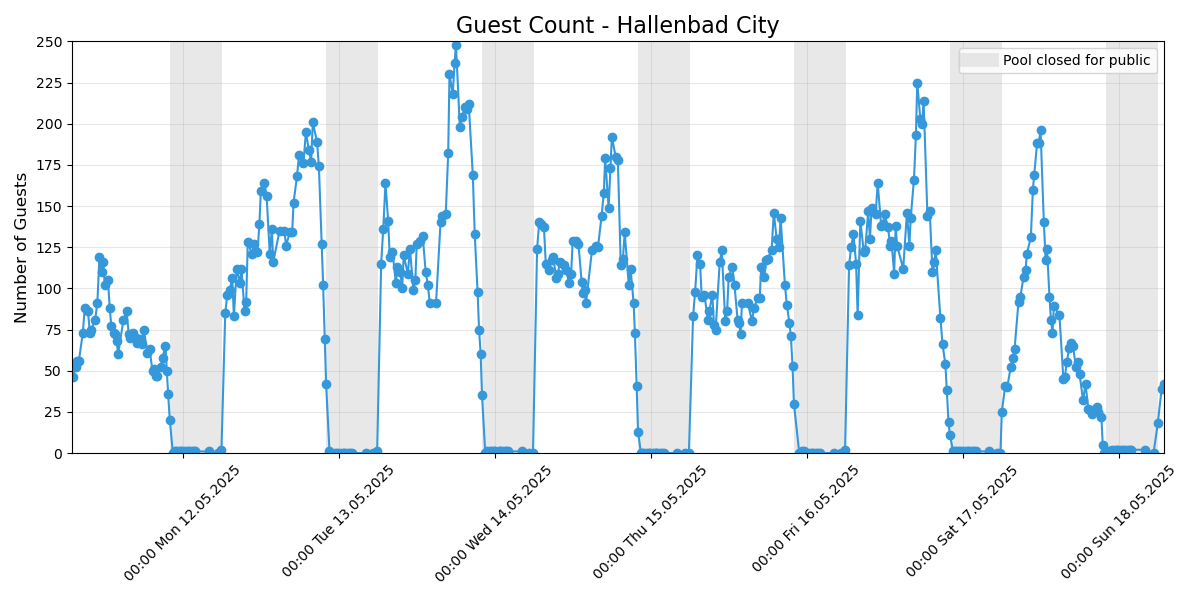 Guest Count - Hallenbad City
Pool closed for public
Number of Guests
250
225
200
175
150
125
100
75
50
25
0
00:00 Mon 12.05.2025
00:00 Tue 13.05.2025
00:00 Wed 14.05.2025
00:00 Thu 15.05.2025
00:00 Fri 16.05.2025
00:00 Sat 17.05.2025
00:00 Sun 18.05.2025